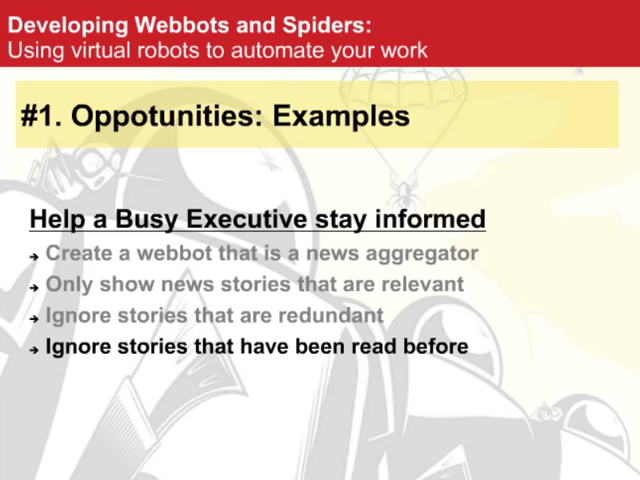 Developing Webbots and Spiders:
Using virtual robots to automate your work
#1. Oppotunities: Examples
Help a Busy Executive stay informed
➔ Create a webbot that is a news aggregator
➔ Only show news stories that are relevant
➔ Ignore stories that are redundant
➔ Ignore stories that have been read before